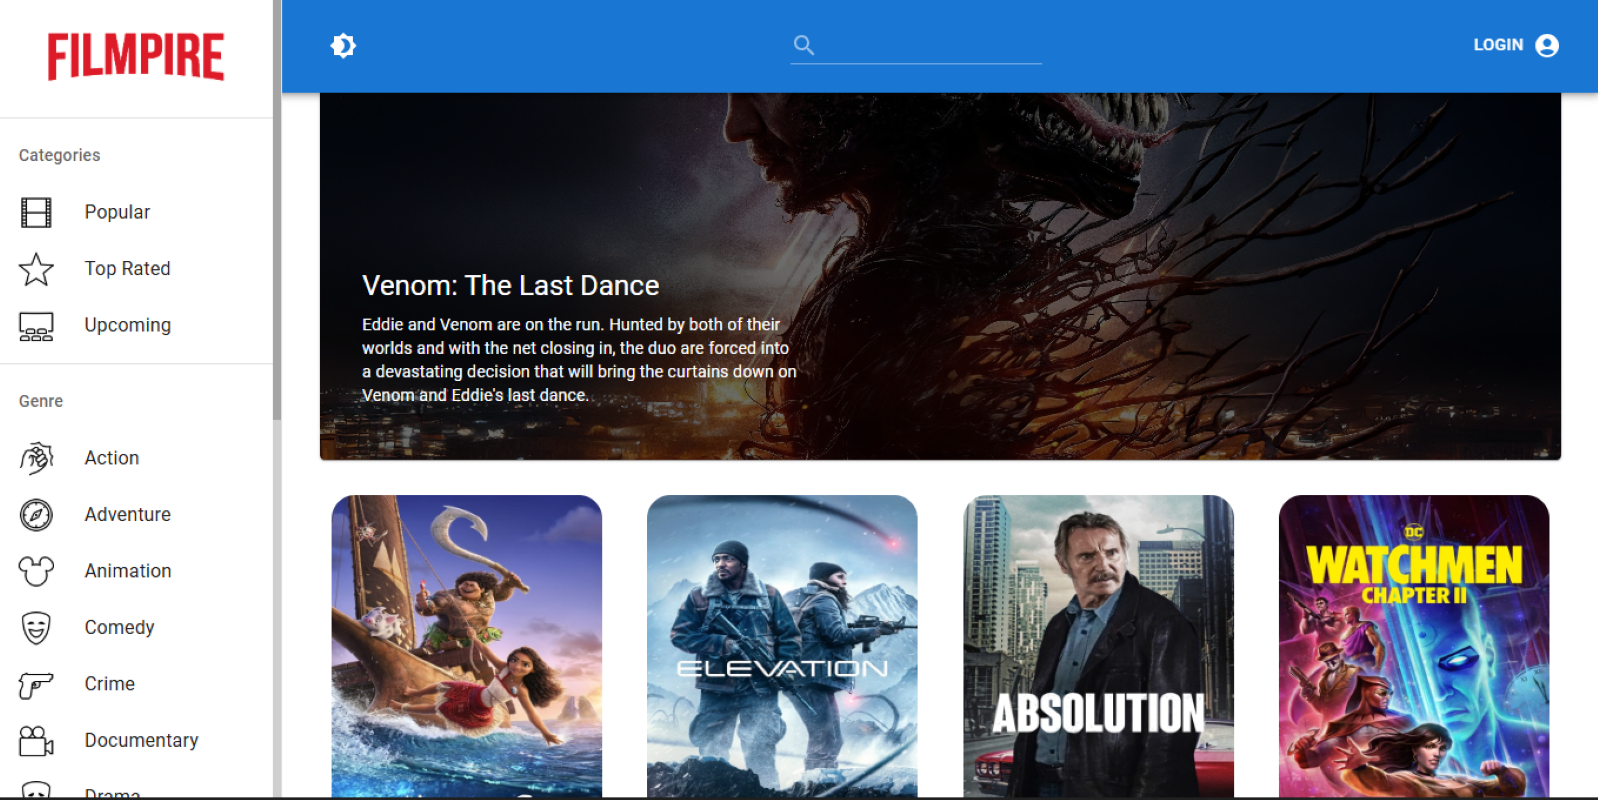 FILMPIRE
LOGIN
Categories
Popular
Top Rated
Upcoming
Genre
Action
Adventure
Animation
Comedy
Crime
Documentary
Drama
Venom: The Last Dance
Eddie and Venom are on the run. Hunted by both of their
worlds and with the net closing in, the duo are forced into
a devastating decision that will bring the curtains down on
Venom and Eddie's last dance.
ELEVATION
ABSOLUTION
DC
WATCHMEN
CHAPTER II